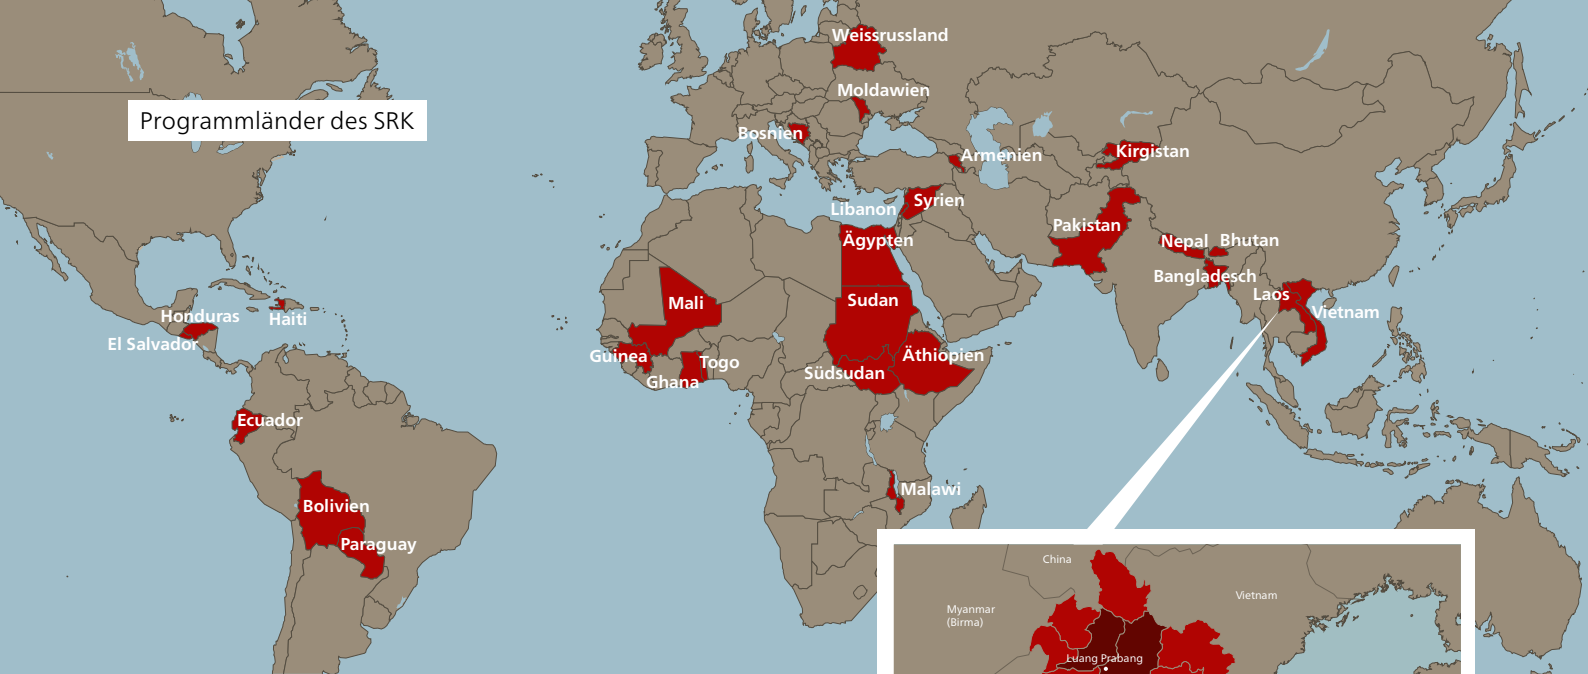 Weissrussland
Moldawien
Programmländer des SRK
Bosnien
Armenien
Kirgistan
Libanon
Syrien
Pakistan
Ägypten
Nepal
Bhutan
Bangladesch
Laos
Mali
Sudan
Honduras
Haiti
Vietnam
El Salvador
Guinea
Togo
Äthiopien
Südsudan
Ghana
Ecuador
Malawi
Bolivien
Paraguay
China
Vietnam
Myanmar
(Birma)
Luang Prabang